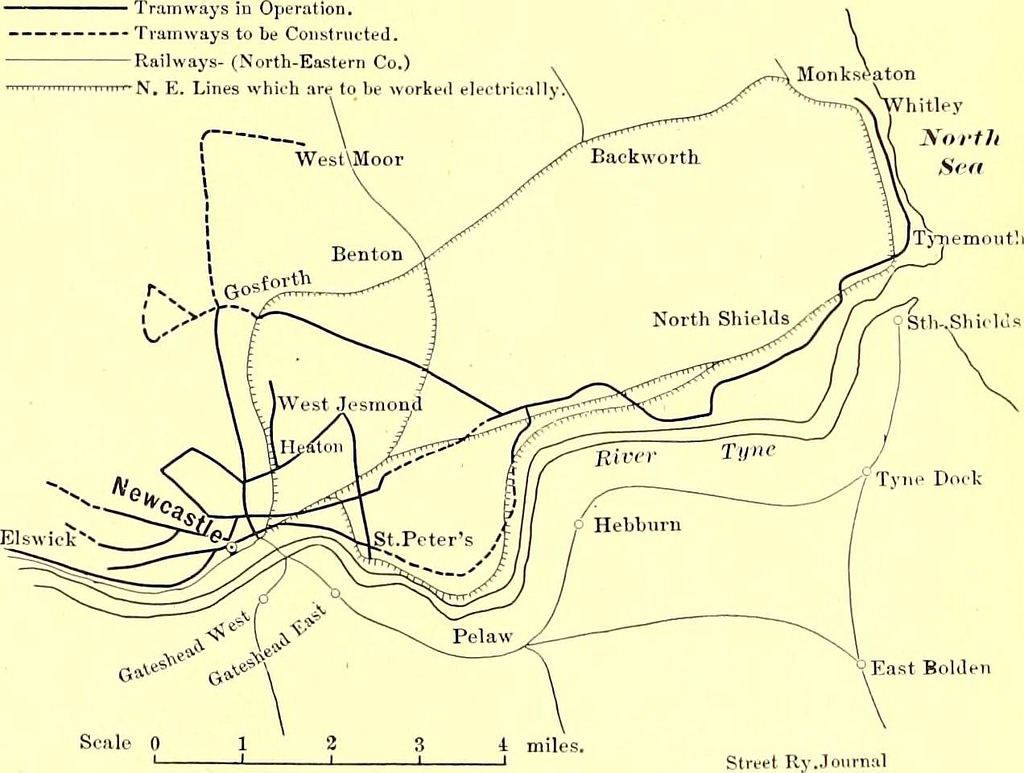 Tramways in Operation.
Tramways to be Constructed.
Railways- (North-Eastern Co.)
N. E. Lines which are to be worked electrically.
Monkseaton
Whitley
North
Sea
West Moor
Backworth
Benton
Tynemouth
Gosforth
North Shields
Sth. Shields
West Jesmond
Heaton
River Tyne
Tyne Dock
Newcastle
Elswick
St. Peter's
Hebburn
Gateshead West
Gateshead East
Pelaw
East Bolden
Scale 0 1 2 3 4 miles.
Street Ry. Journal